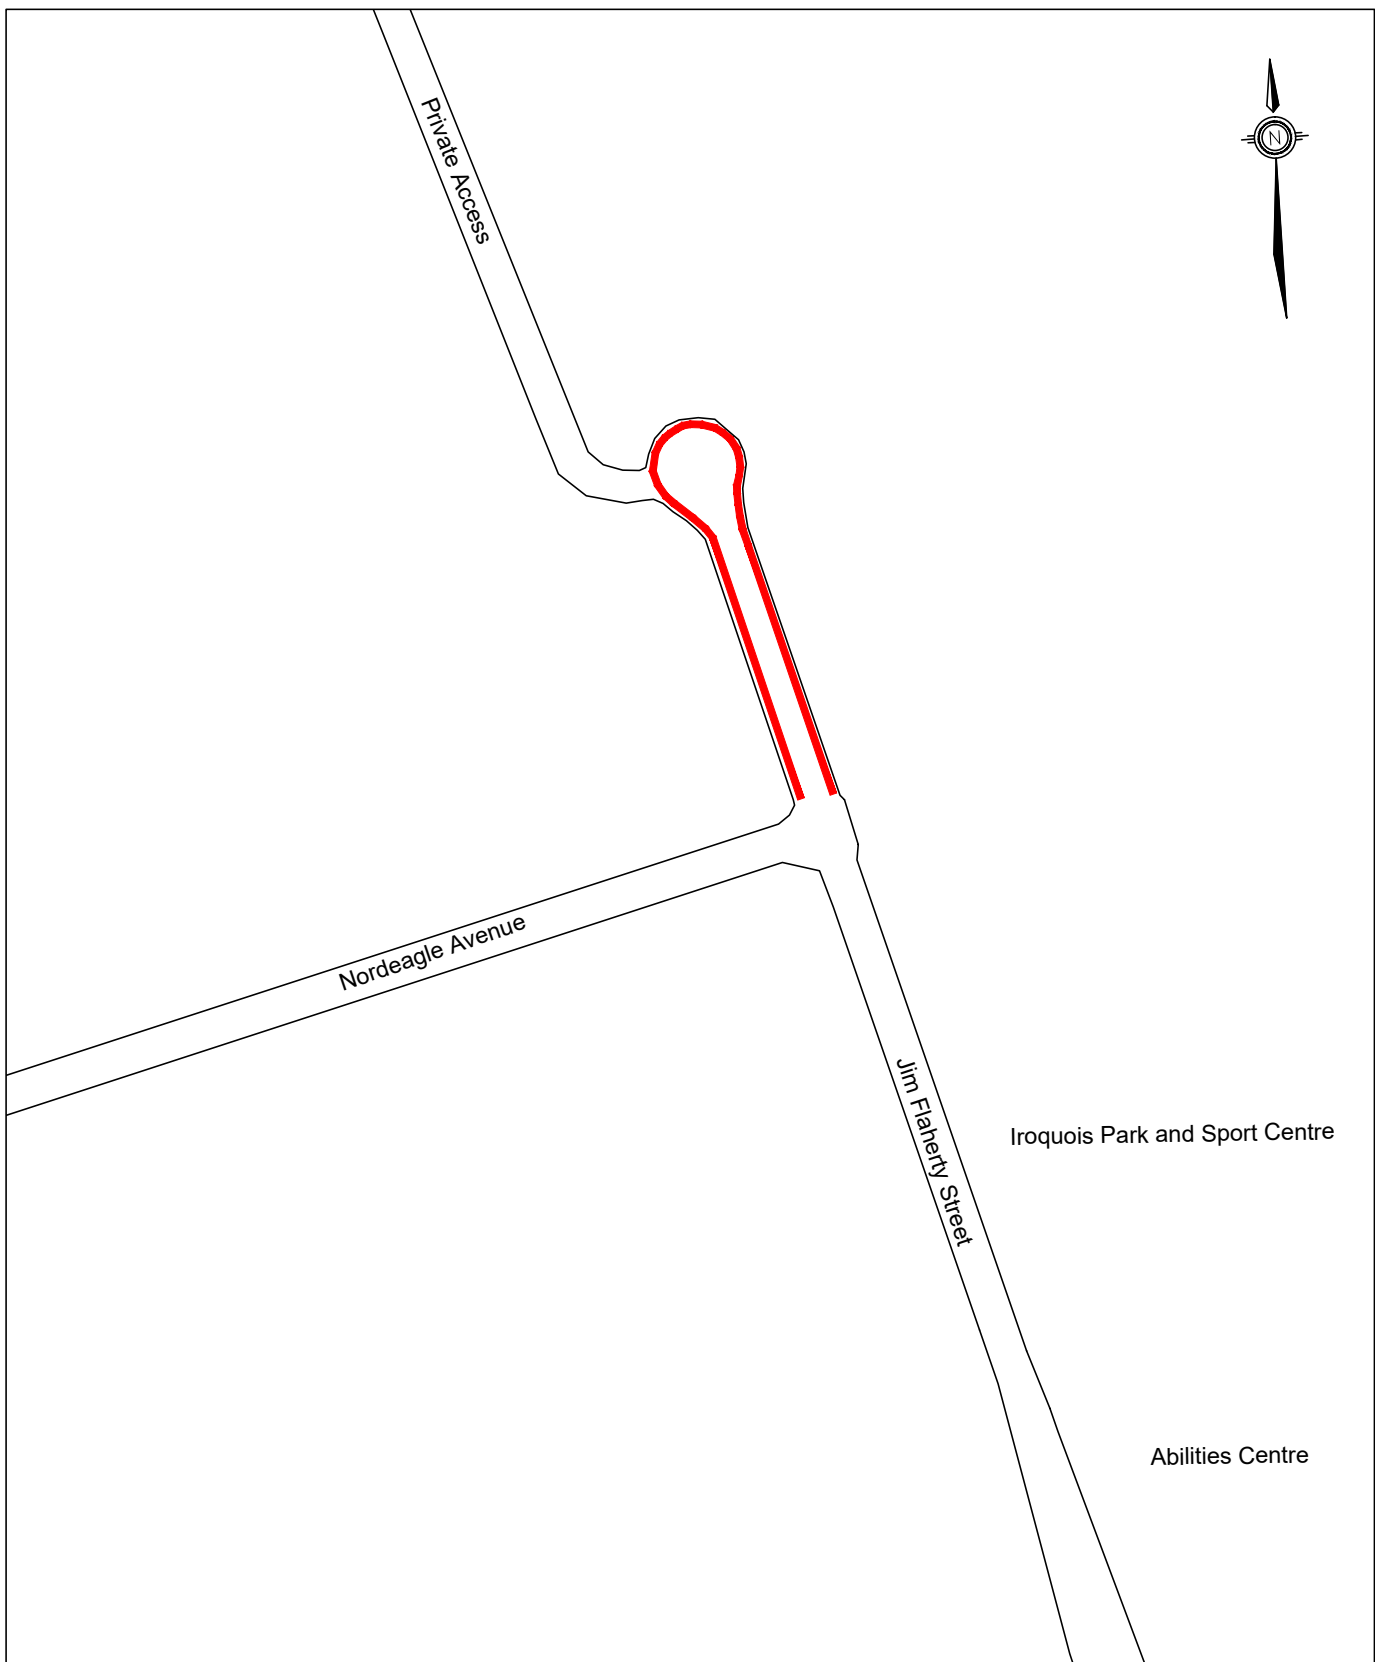 Private Access
N
Nordeagle Avenue
Jim Flaherty Street
Iroquois Park and Sport Centre
Abilities Centre